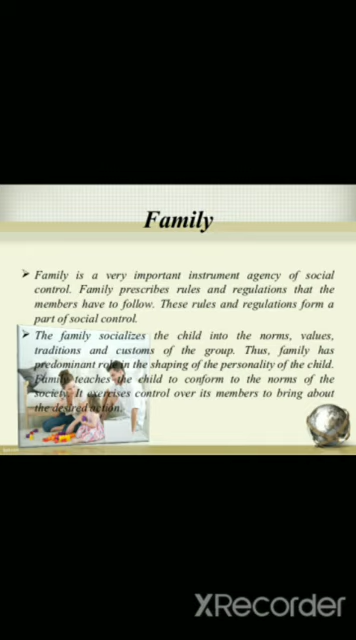 Family
➤ Family is a very important instrument agency of social
control. Family prescribes rules and regulations that the
members have to follow. These rules and regulations form a
part of social control.
➤ The family socializes the child into the norms, values,
traditions and customs of the group. Thus, family has
predominant role in the shaping of the personality of the child.
Family teaches the child to conform to the norms of the
society. It exercises control over its members to bring about
the desired action.
XRecorder